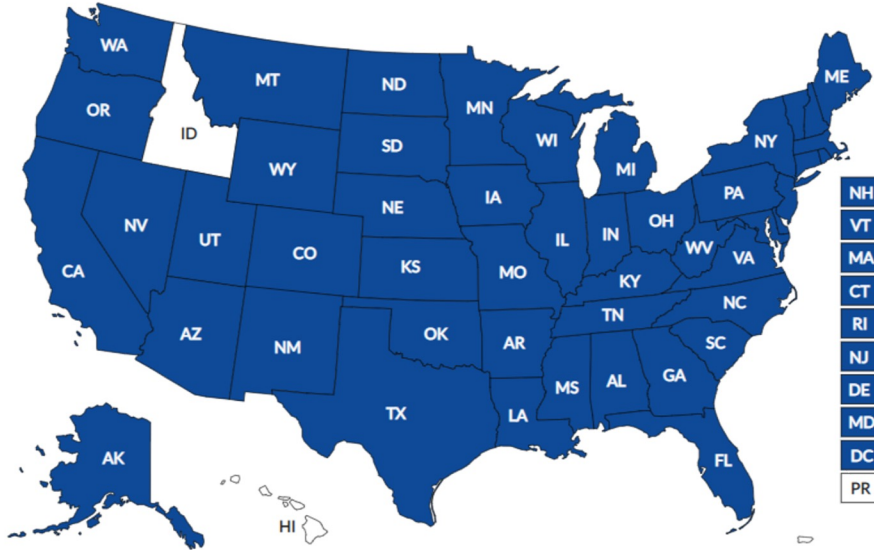 WA
ME
MT
ND
MN
OR
ID
WI
NY
SD
MI
WY
PA
IA
NE
OH
NV
IL
IN
UT
WV
CO
VA
KS
CA
MO
KY
NC
TN
AZ
OK
AR
SC
NM
MS
AL
GA
TX
LA
AK
FL
HI
NH
VT
MA
CT
RI
NJ
DE
MD
DC
PR